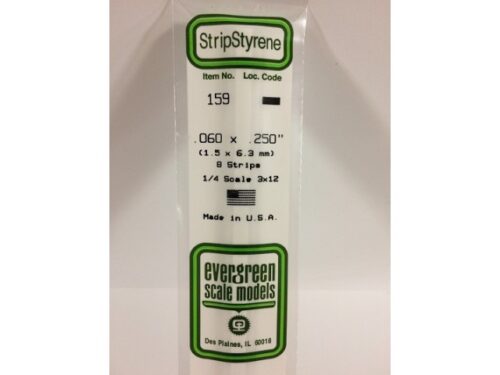 StripStyrene
Item No. Loc. Code
159
.060 x .250"
(1.5 x 6.3 mm)
8 Strips
1/4 Scale 3x12
Made in U.S.A.
evergreen
scale models
Des Plaines, IL 60018